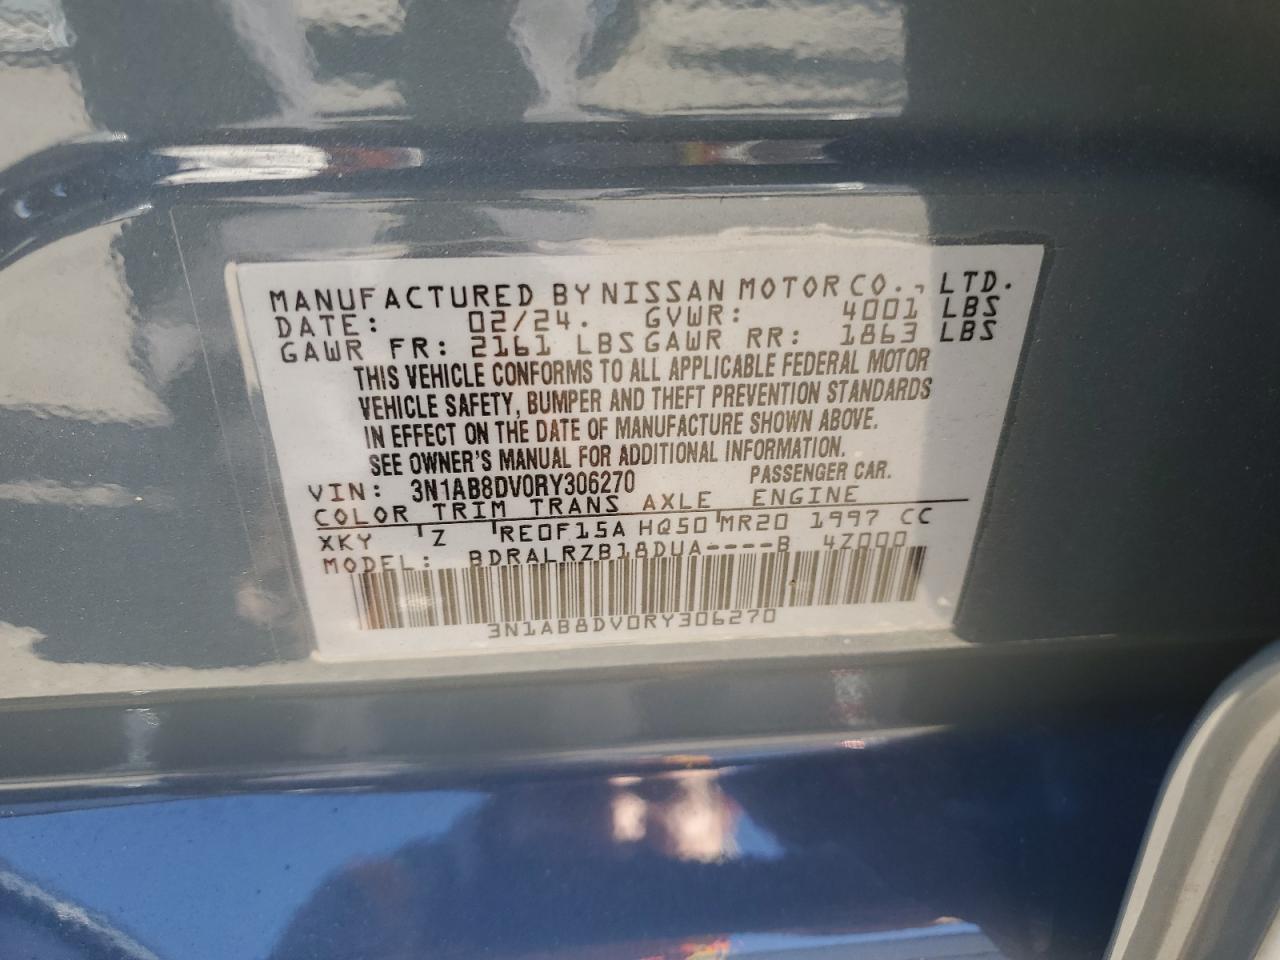 MANUFACTURED BY NISSAN MOTOR CO., LTD.
DATE: 02/24. GVWR: 4001 LBS
GAWR FR: 2161 LBS GAWR RR: 1863 LBS
THIS VEHICLE CONFORMS TO ALL APPLICABLE FEDERAL MOTOR
VEHICLE SAFETY, BUMPER AND THEFT PREVENTION STANDARDS
IN EFFECT ON THE DATE OF MANUFACTURE SHOWN ABOVE.
SEE OWNER'S MANUAL FOR ADDITIONAL INFORMATION.
VIN: 3N1AB8DV0RY306270 PASSENGER CAR.
COLOR TRIM TRANS AXLE ENGINE
XKY Z RE0F15A HQ50 MR20 1997 CC
MODEL: BDRALRZB18DUA----B 4Z000
3N1AB8DV0RY306270